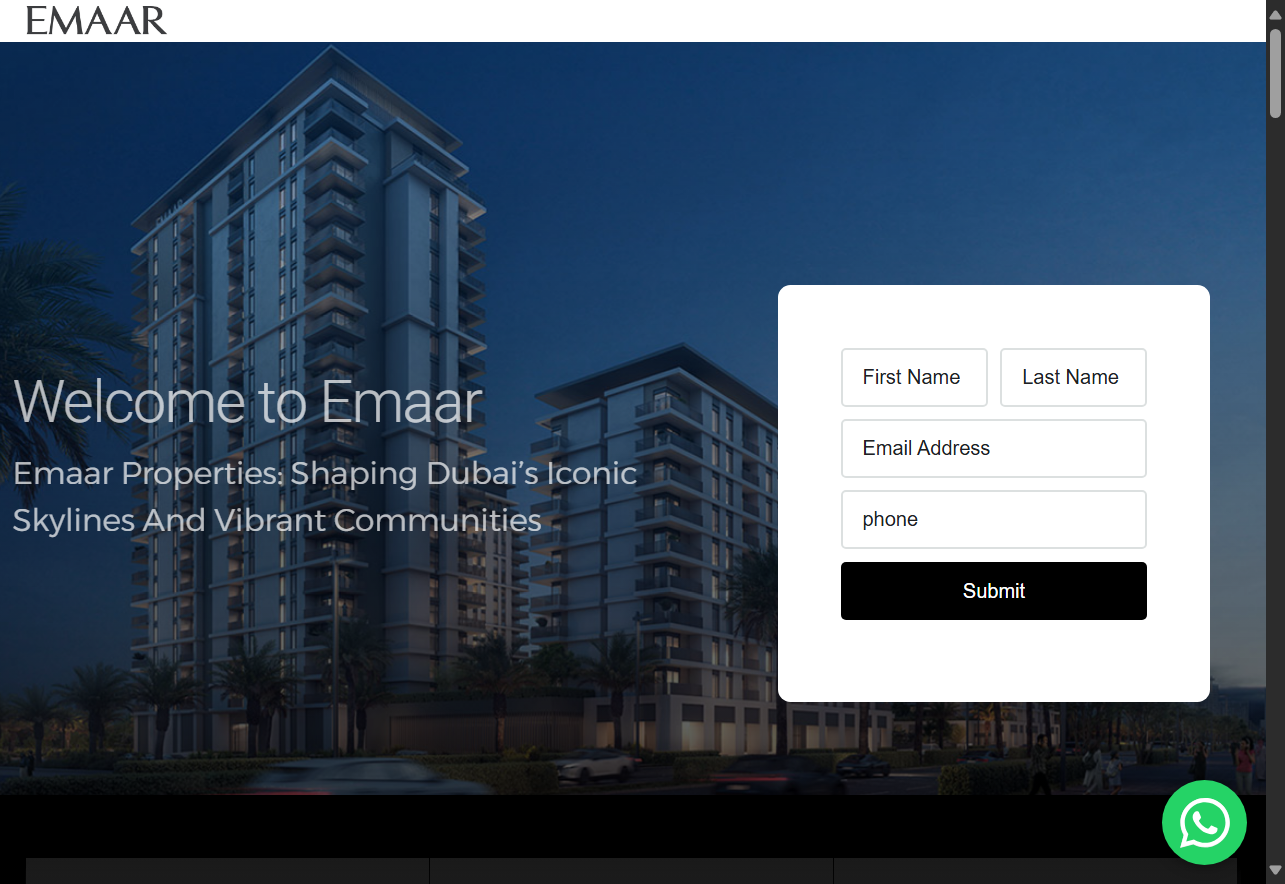 EMAAR
Welcome to Emaar
Emaar Properties: Shaping Dubai’s Iconic
Skylines And Vibrant Communities
First Name
Last Name
Email Address
phone
Submit